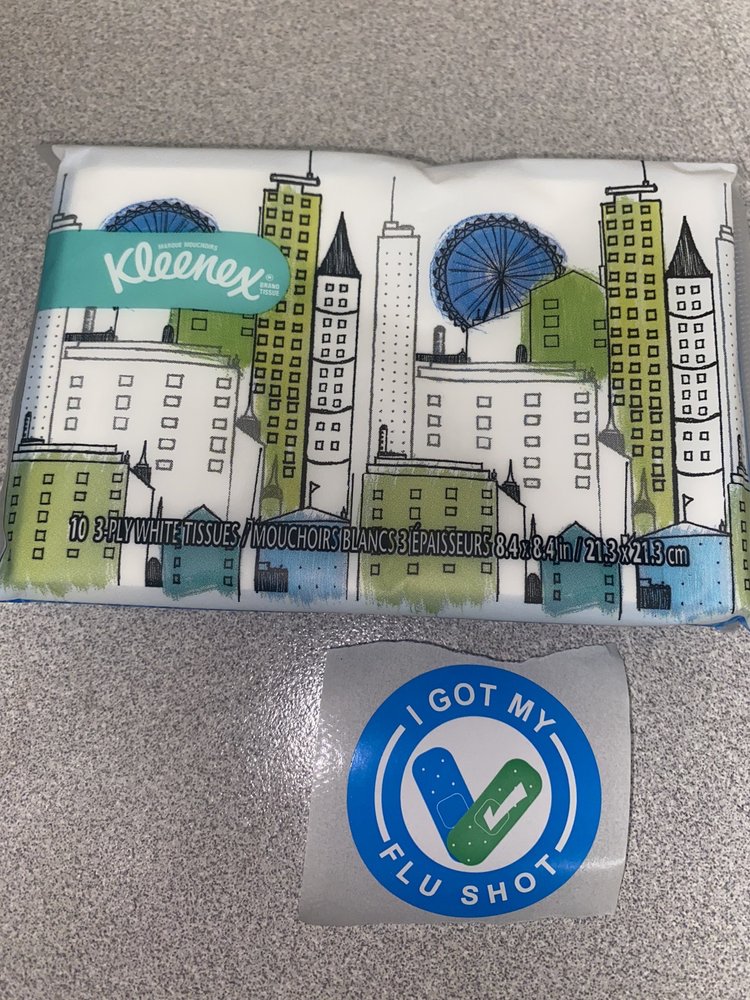 MARQUE MOUCHOIRS
Kleenex®
BRAND
TISSUE
10 3-PLY WHITE TISSUES / MOUCHOIRS BLANCS 3 ÉPAISSEURS 8.4 x 8.4 in / 21.3 x 21.3 cm
I GOT MY
FLU SHOT